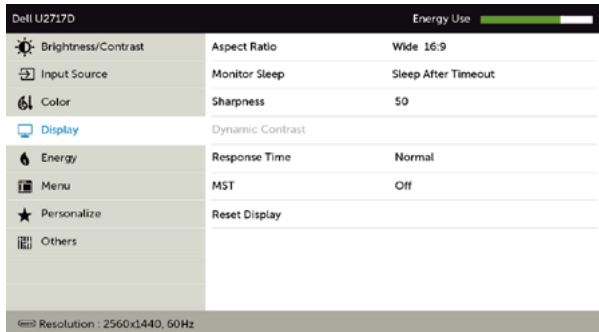 Dell U2717D Energy Use
Brightness/Contrast Aspect Ratio Wide 16:9
Input Source Monitor Sleep Sleep After Timeout
Color Sharpness 50
Display Dynamic Contrast
Energy Response Time Normal
Menu MST Off
Personalize Reset Display
Others
Resolution : 2560x1440, 60Hz